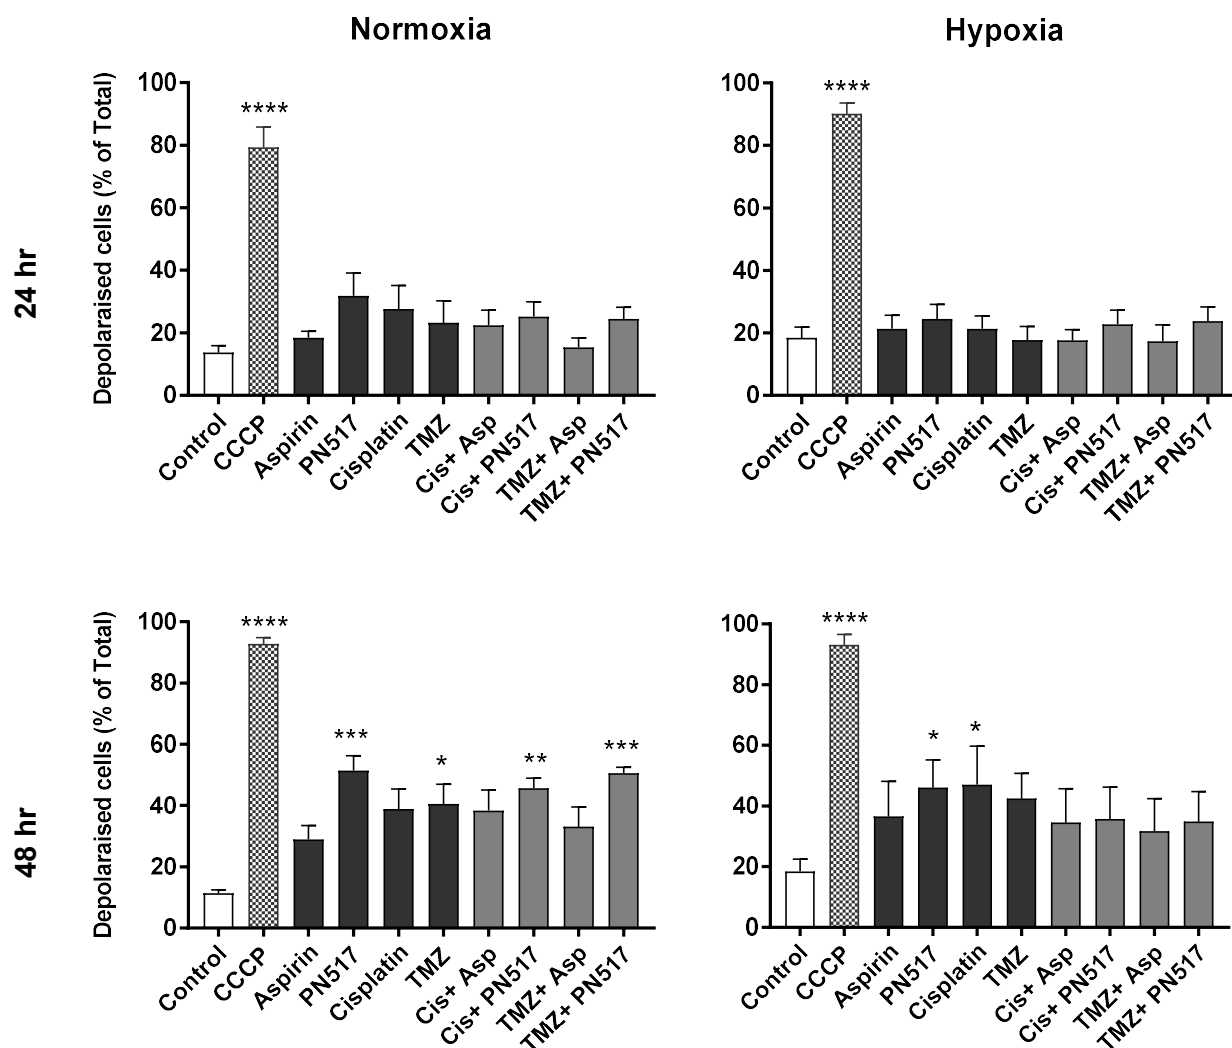 Normoxia
Hypoxia
24 hr
Depolaraised cells (% of Total)
100
80
60
40
20
0
****
Control
CCCP
Aspirin
PN517
Cisplatin
TMZ
Cis+ Asp
Cis+ PN517
TMZ+ Asp
TMZ+ PN517
100
80
60
40
20
0
****
Control
CCCP
Aspirin
PN517
Cisplatin
TMZ
Cis+ Asp
Cis+ PN517
TMZ+ Asp
TMZ+ PN517
48 hr
Depolaraised cells (% of Total)
100
80
60
40
20
0
****
***
*
**
***
Control
CCCP
Aspirin
PN517
Cisplatin
TMZ
Cis+ Asp
Cis+ PN517
TMZ+ Asp
TMZ+ PN517
100
80
60
40
20
0
****
*
*
Control
CCCP
Aspirin
PN517
Cisplatin
TMZ
Cis+ Asp
Cis+ PN517
TMZ+ Asp
TMZ+ PN517